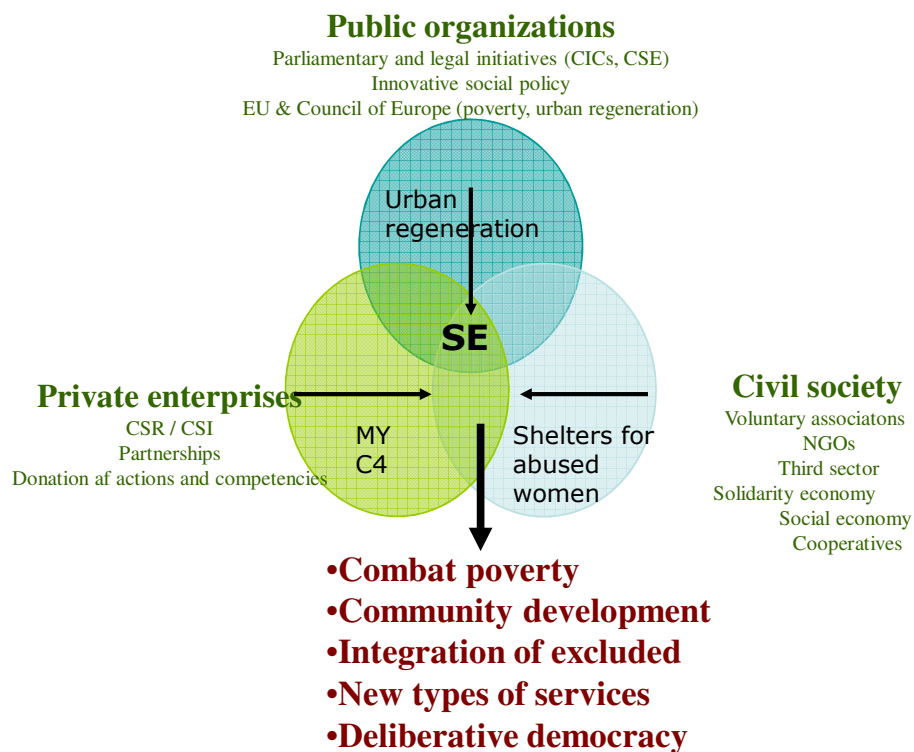 Public organizations
Parliamentary and legal initiatives (CICs, CSE)
Innovative social policy
EU & Council of Europe (poverty, urban regeneration)
Urban
regeneration
SE
Private enterprises
CSR / CSI
Partnerships
Donation af actions and competencies
MY
C4
Shelters for
abused
women
Civil society
Voluntary associatons
NGOs
Third sector
Solidarity economy
Social economy
Cooperatives
•Combat poverty
•Community development
•Integration of excluded
•New types of services
•Deliberative democracy